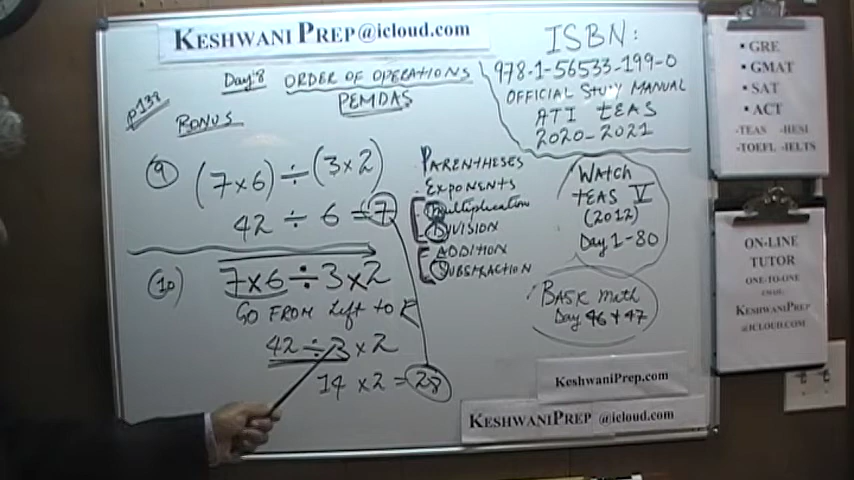 KESHWANI PREP@icloud.com
Day 8 ORDER OF OPERATIONS
PEMDAS
p138
BONUS
9 (7×6) ÷ (3×2)
42 ÷ 6 = 7
10 7×6÷3×2
GO FROM Left to R
42 ÷ 3 × 2
14 × 2 = 28
PARENTHESES
EXPONENTS
Multiplication
DIVISION
ADDITION
SUBSTRACTION
ISBN:
978-1-56533-199-0
OFFICIAL STUDY MANUAL
ATI TEAS
2020-2021
WATCH
TEAS V
(2012)
Day 1-80
BASIC Math
Day 46 + 47
KeshwaniPrep.com
KESHWANIPREP @icloud.com
• GRE
• GMAT
• SAT
• ACT
-TEAS -HESI
-TOEFL -IELTS
ON-LINE
TUTOR
ONE-TO-ONE
EMAIL:
KESHWANIPREP
@ICLOUD.COM